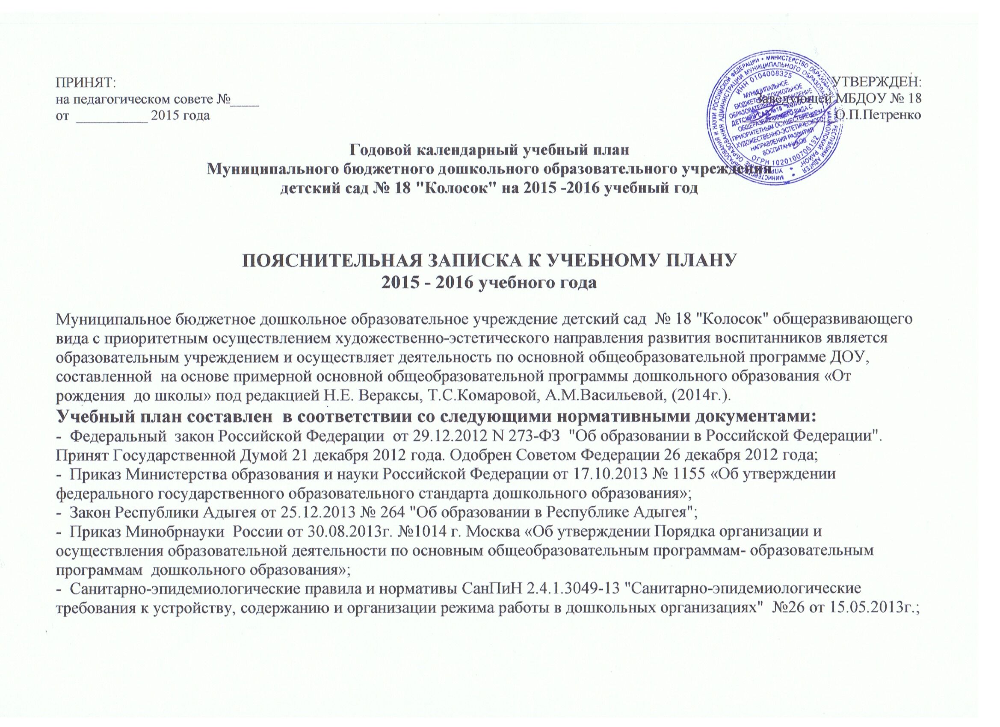 ПРИНЯТ:
на педагогическом совете №____
от __________ 2015 года
УТВЕРЖДЕН:
Заведующей МБДОУ № 18
О.П.Петренко
МИНИСТЕРСТВО ОБРАЗОВАНИЯ И НАУКИ РОССИЙСКОЙ ФЕДЕРАЦИИ • МИНИСТЕРСТВО ОБРАЗОВАНИЯ РЕСПУБЛИКИ АДЫГЕЯ
ИНН 0104008325
МУНИЦИПАЛЬНОЕ
БЮДЖЕТНОЕ ДОШКОЛЬНОЕ
ОБРАЗОВАТЕЛЬНОЕ УЧРЕЖДЕНИЕ
ДЕТСКИЙ САД №18 "КОЛОСОК"
ОБЩЕРАЗВИВАЮЩЕГО ВИДА С
ПРИОРИТЕТНЫМ ОСУЩЕСТВЛЕНИЕМ
ХУДОЖЕСТВЕННО-ЭСТЕТИЧЕСКОГО
НАПРАВЛЕНИЯ РАЗВИТИЯ
ВОСПИТАННИКОВ
ОГРН 1020100706152
Годовой календарный учебный план
Муниципального бюджетного дошкольного образовательного учреждения
детский сад № 18 "Колосок" на 2015 -2016 учебный год
ПОЯСНИТЕЛЬНАЯ ЗАПИСКА К УЧЕБНОМУ ПЛАНУ
2015 - 2016 учебного года
Муниципальное бюджетное дошкольное образовательное учреждение детский сад № 18 "Колосок" общеразвивающего
вида с приоритетным осуществлением художественно-эстетического направления развития воспитанников является
образовательным учреждением и осуществляет деятельность по основной общеобразовательной программе ДОУ,
составленной на основе примерной основной общеобразовательной программы дошкольного образования «От
рождения до школы» под редакцией Н.Е. Вераксы, Т.С.Комаровой, А.М.Васильевой, (2014г.).
Учебный план составлен в соответствии со следующими нормативными документами:
- Федеральный закон Российской Федерации от 29.12.2012 N 273-ФЗ "Об образовании в Российской Федерации".
Принят Государственной Думой 21 декабря 2012 года. Одобрен Советом Федерации 26 декабря 2012 года;
- Приказ Министерства образования и науки Российской Федерации от 17.10.2013 № 1155 «Об утверждении
федерального государственного образовательного стандарта дошкольного образования»;
- Закон Республики Адыгея от 25.12.2013 № 264 "Об образовании в Республике Адыгея";
- Приказ Минобрнауки России от 30.08.2013г. №1014 г. Москва «Об утверждении Порядка организации и
осуществления образовательной деятельности по основным общеобразовательным программам- образовательным
программам дошкольного образования»;
- Санитарно-эпидемиологические правила и нормативы СанПиН 2.4.1.3049-13 "Санитарно-эпидемиологические
требования к устройству, содержанию и организации режима работы в дошкольных организациях" №26 от 15.05.2013г.;